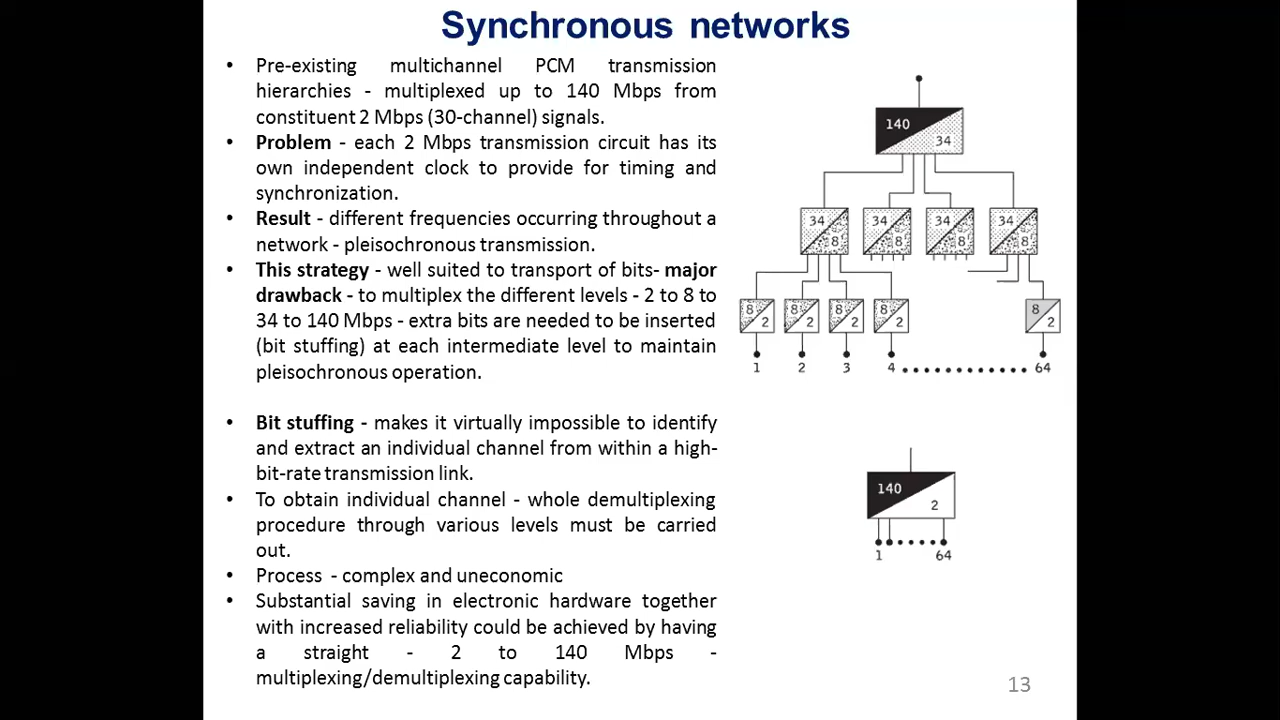 Synchronous networks
• Pre-existing multichannel PCM transmission
hierarchies - multiplexed up to 140 Mbps from
constituent 2 Mbps (30-channel) signals.
• Problem - each 2 Mbps transmission circuit has its
own independent clock to provide for timing and
synchronization.
• Result - different frequencies occurring throughout a
network - pleisochronous transmission.
• This strategy - well suited to transport of bits- major
drawback - to multiplex the different levels - 2 to 8 to
34 to 140 Mbps - extra bits are needed to be inserted
(bit stuffing) at each intermediate level to maintain
pleisochronous operation.
• Bit stuffing - makes it virtually impossible to identify
and extract an individual channel from within a high-
bit-rate transmission link.
• To obtain individual channel - whole demultiplexing
procedure through various levels must be carried
out.
• Process - complex and uneconomic
• Substantial saving in electronic hardware together
with increased reliability could be achieved by having
a straight - 2 to 140 Mbps -
multiplexing/demultiplexing capability.
140
34
34 34 34 34
8 8 8 8
8 8 8 8 8
2 2 2 2 2
1 2 3 4 64
140
2
1 64
13